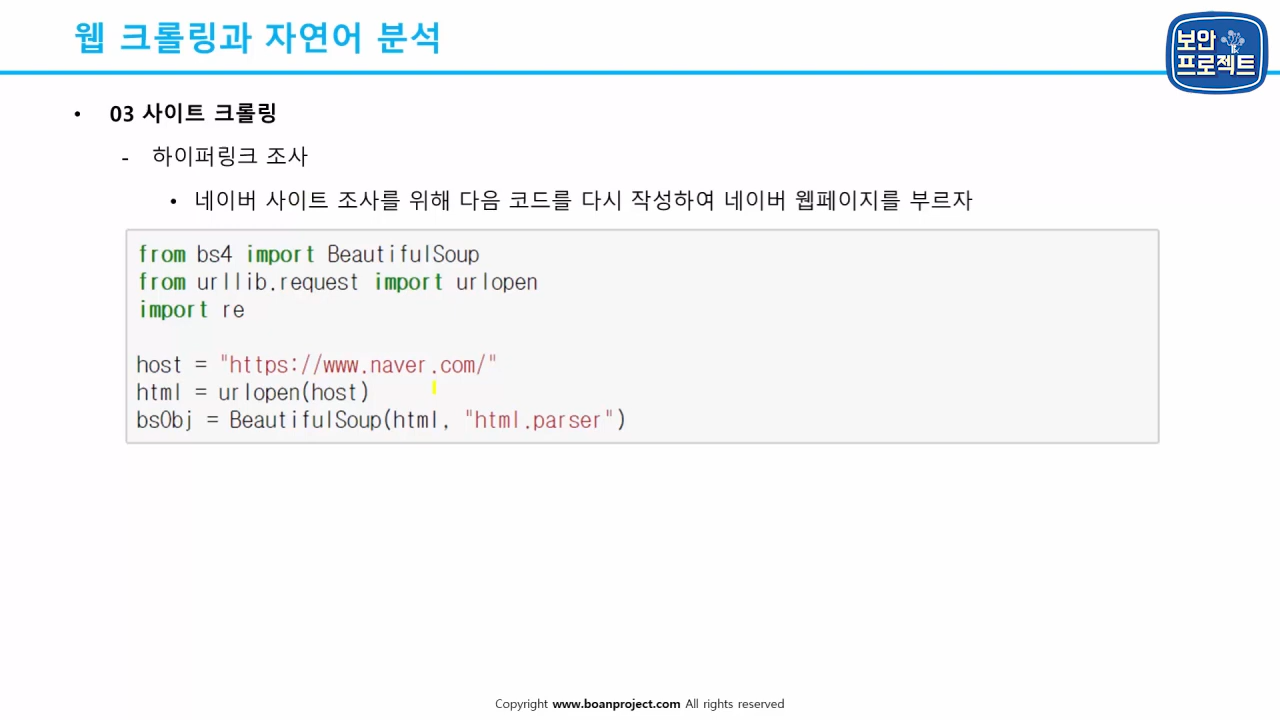 웹 크롤링과 자연어 분석
보안
프로젝트
• 03 사이트 크롤링
- 하이퍼링크 조사
• 네이버 사이트 조사를 위해 다음 코드를 다시 작성하여 네이버 웹페이지를 부르자
from bs4 import BeautifulSoup
from urllib.request import urlopen
import re
host = "https://www.naver.com/"
html = urlopen(host)
bsObj = BeautifulSoup(html, "html.parser")
Copyright www.boanproject.com All rights reserved